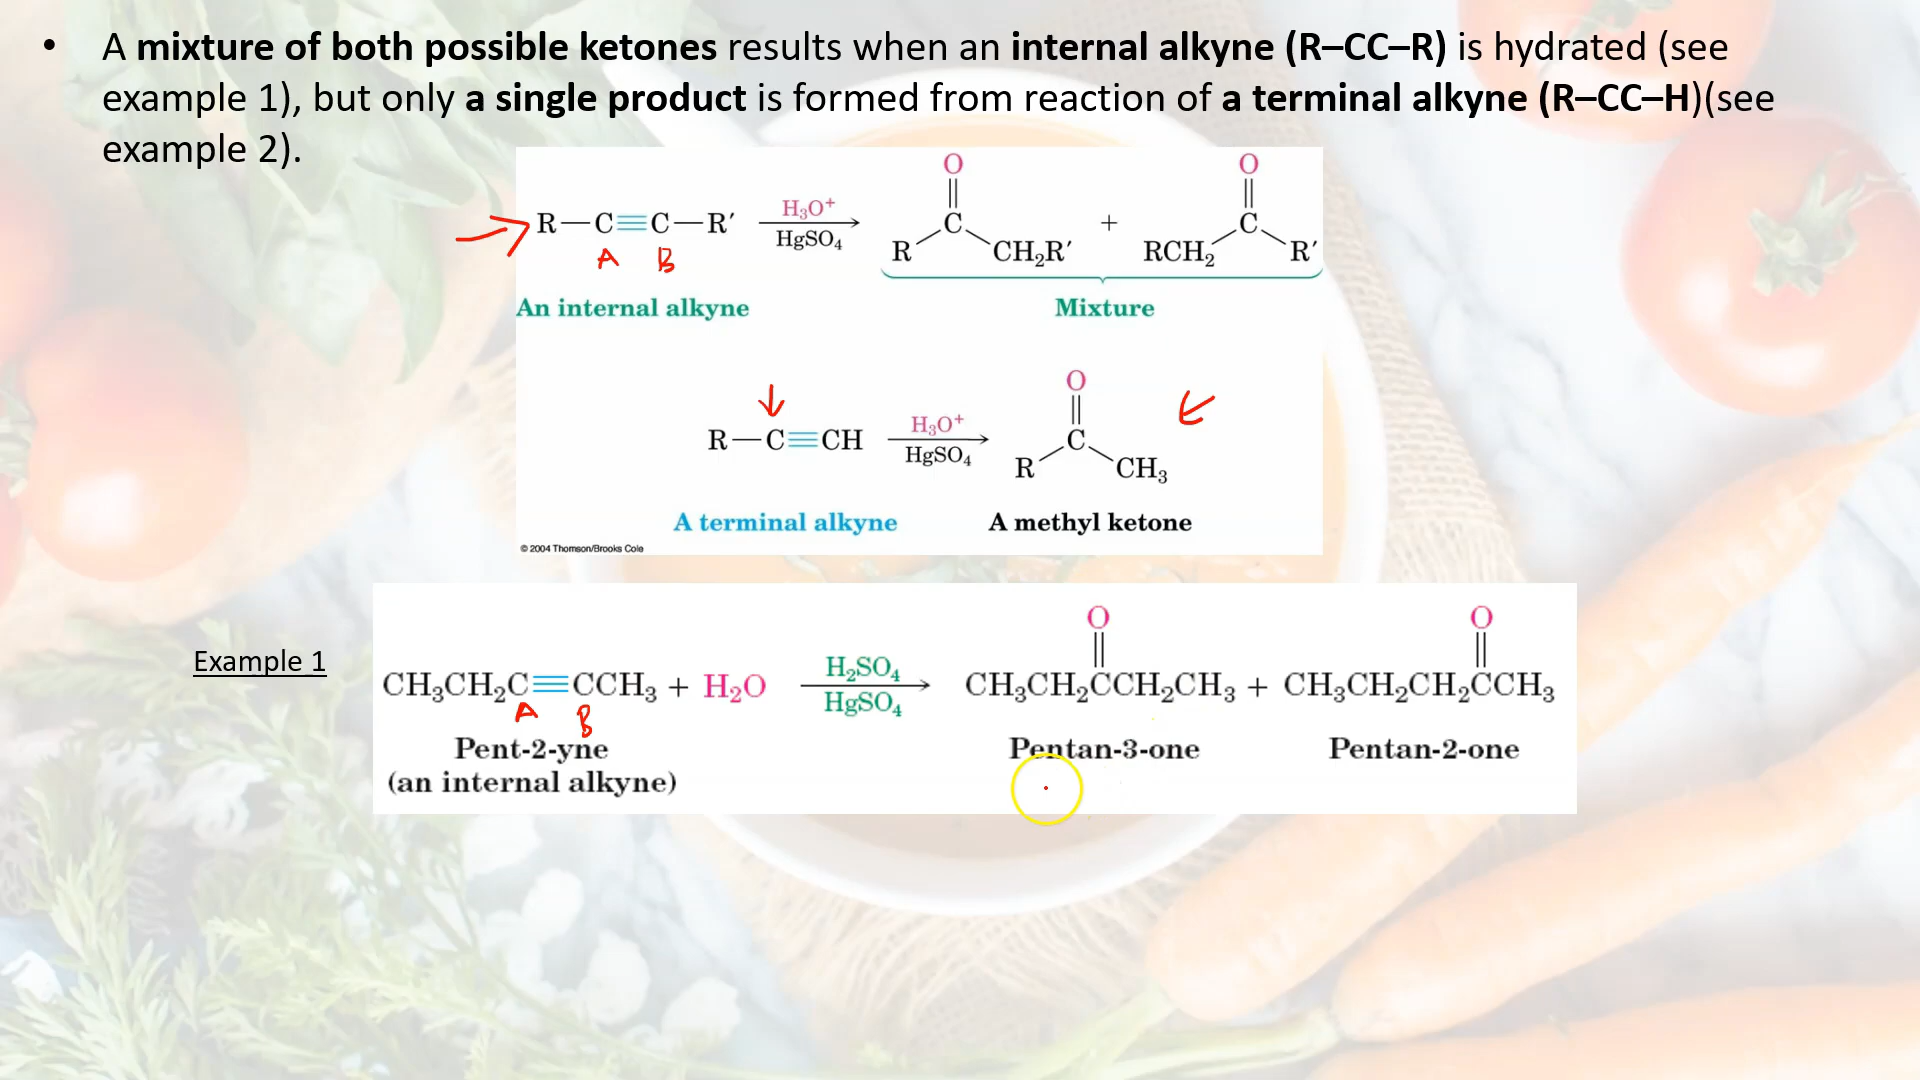 • A mixture of both possible ketones results when an internal alkyne (R–CC–R) is hydrated (see
example 1), but only a single product is formed from reaction of a terminal alkyne (R–CC–H)(see
example 2).
O O
R—C≡C—R′ H₃O⁺ HgSO₄ C + C
R CH₂R′ RCH₂ R′
A B
An internal alkyne Mixture
O
R—C≡CH H₃O⁺ HgSO₄ C
R CH₃
A terminal alkyne A methyl ketone
© 2004 Thomson/Brooks Cole
O O
Example 1
CH₃CH₂C≡CCH₃ + H₂O H₂SO₄ HgSO₄ CH₃CH₂CCH₂CH₃ + CH₃CH₂CH₂CCH₃
A B
Pent-2-yne Pentan-3-one Pentan-2-one
(an internal alkyne)